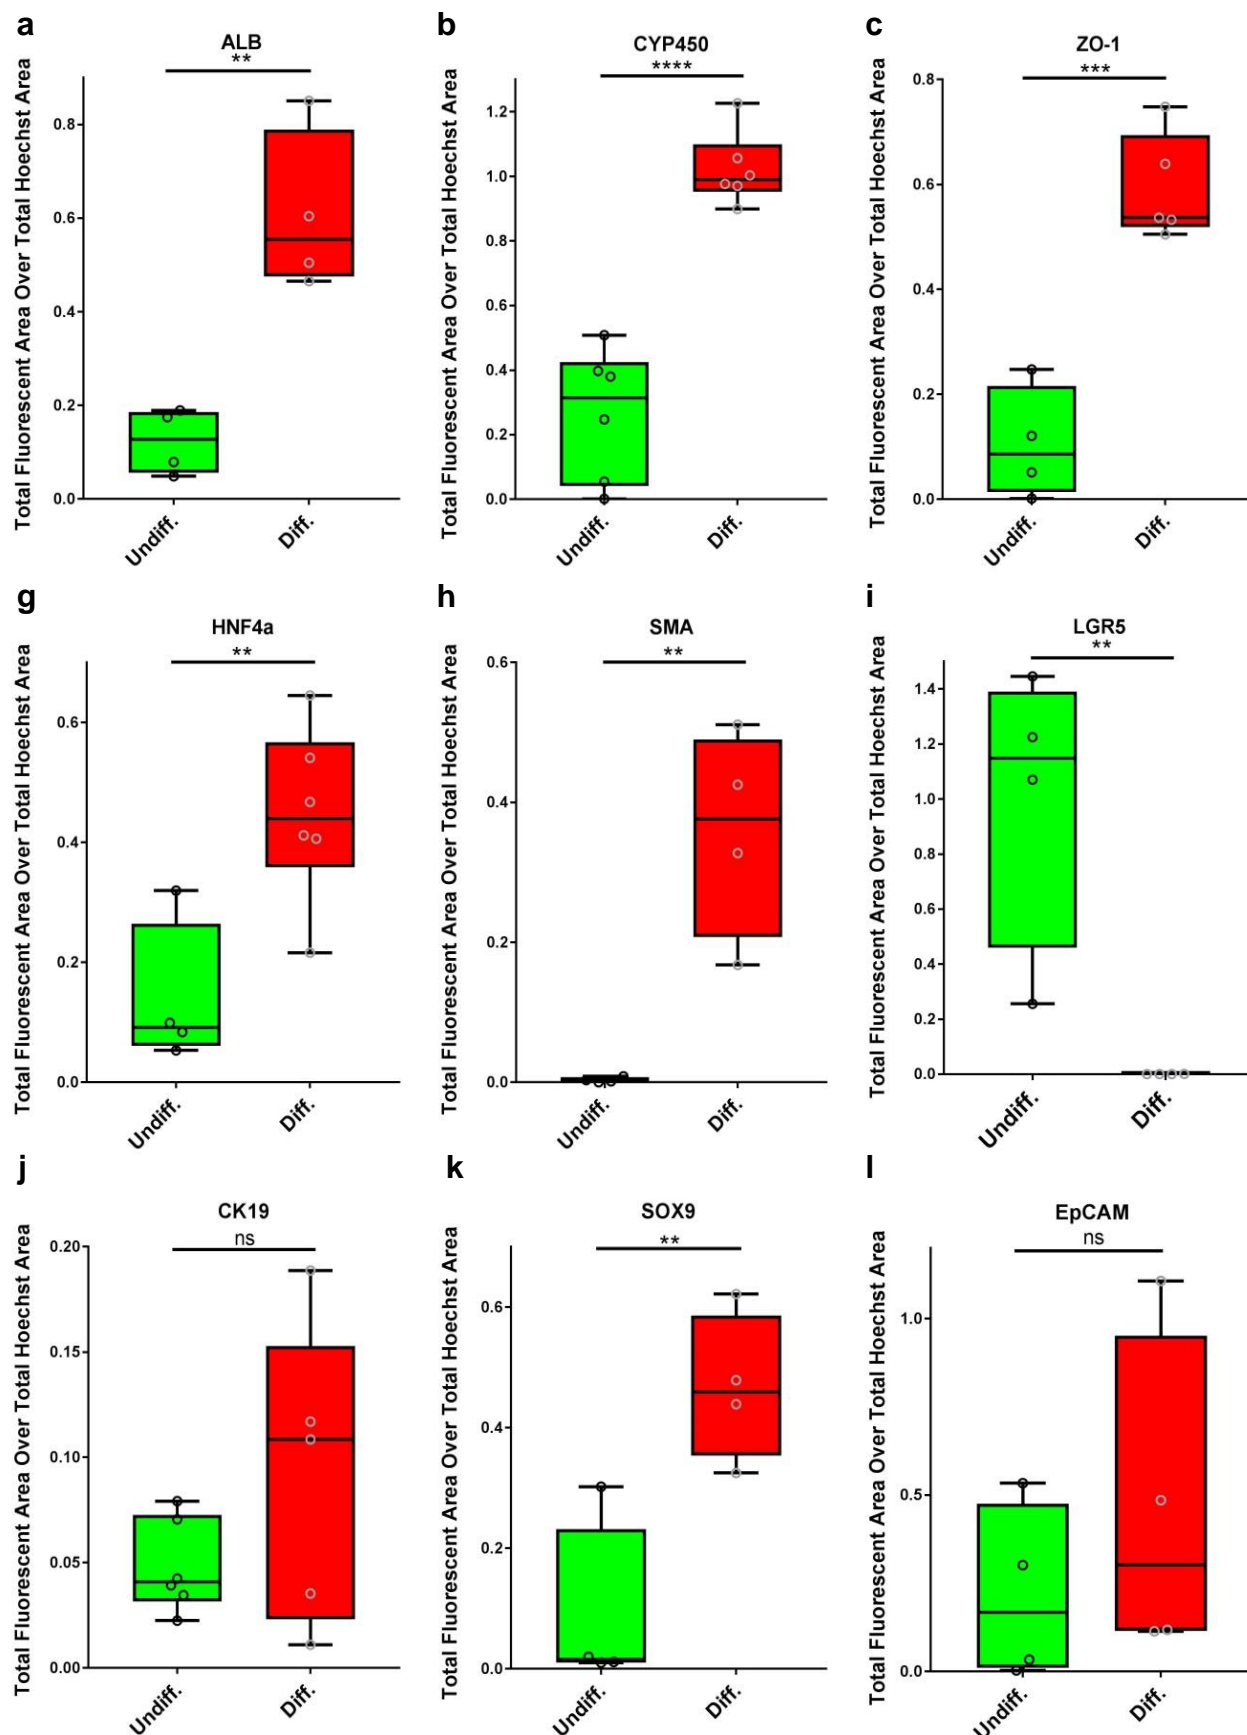 a
ALB
**
Total Fluorescent Area Over Total Hoechst Area
0.8
0.6
0.4
0.2
0.0
Undiff.
Diff.
b
CYP450
****
Total Fluorescent Area Over Total Hoechst Area
1.2
1.0
0.8
0.6
0.4
0.2
0.0
Undiff.
Diff.
c
ZO-1
***
Total Fluorescent Area Over Total Hoechst Area
0.8
0.6
0.4
0.2
0.0
Undiff.
Diff.
g
HNF4a
**
Total Fluorescent Area Over Total Hoechst Area
0.6
0.4
0.2
0.0
Undiff.
Diff.
h
SMA
**
Total Fluorescent Area Over Total Hoechst Area
0.6
0.4
0.2
0.0
Undiff.
Diff.
i
LGR5
**
Total Fluorescent Area Over Total Hoechst Area
1.4
1.2
1.0
0.8
0.6
0.4
0.2
0.0
Undiff.
Diff.
j
CK19
ns
Total Fluorescent Area Over Total Hoechst Area
0.20
0.15
0.10
0.05
0.00
Undiff.
Diff.
k
SOX9
**
Total Fluorescent Area Over Total Hoechst Area
0.6
0.4
0.2
0.0
Undiff.
Diff.
l
EpCAM
ns
Total Fluorescent Area Over Total Hoechst Area
1.0
0.5
0.0
Undiff.
Diff.